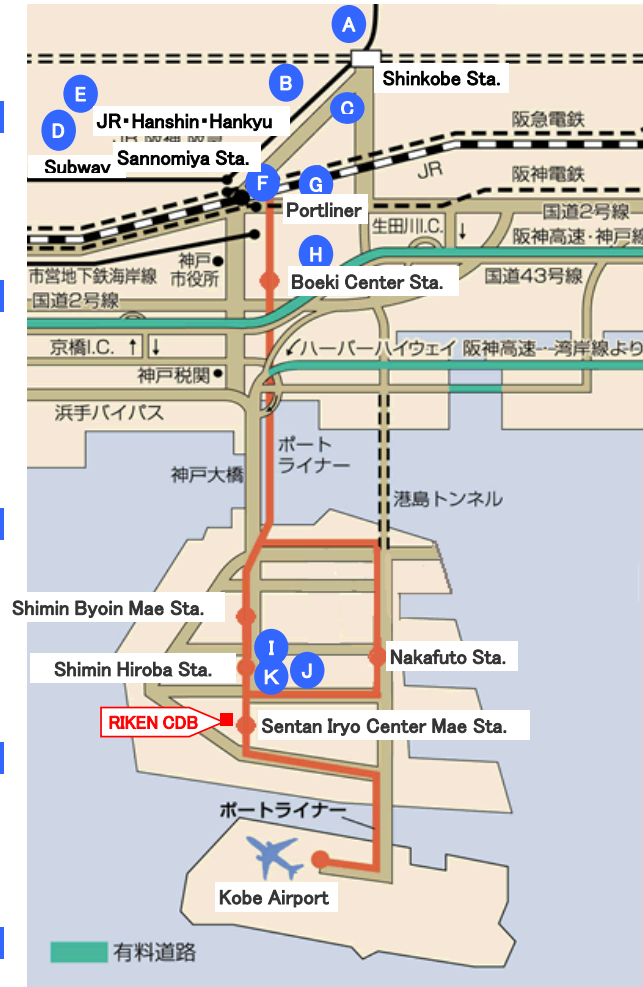 A
Shinkobe Sta.
B
E
C
JR・Hanshin・Hankyu
阪急電鉄
D
Subway
Sannomiya Sta.
JR
阪神電鉄
F
G
Portliner
国道2号線
生田川I.C.
↓
阪神高速・神戸線
H
神戸
市役所
市営地下鉄海岸線
Boeki Center Sta.
国道43号線
国道2号線
京橋I.C.
↑
↓
ハーバーハイウェイ
阪神高速
湾岸線より
神戸税関
浜手バイパス
ポート
ライナー
神戸大橋
港島トンネル
Shimin Byoin Mae Sta.
I
Nakafuto Sta.
Shimin Hiroba Sta.
K
J
RIKEN CDB
Sentan Iryo Center Mae Sta.
ポートライナー
Kobe Airport
有料道路